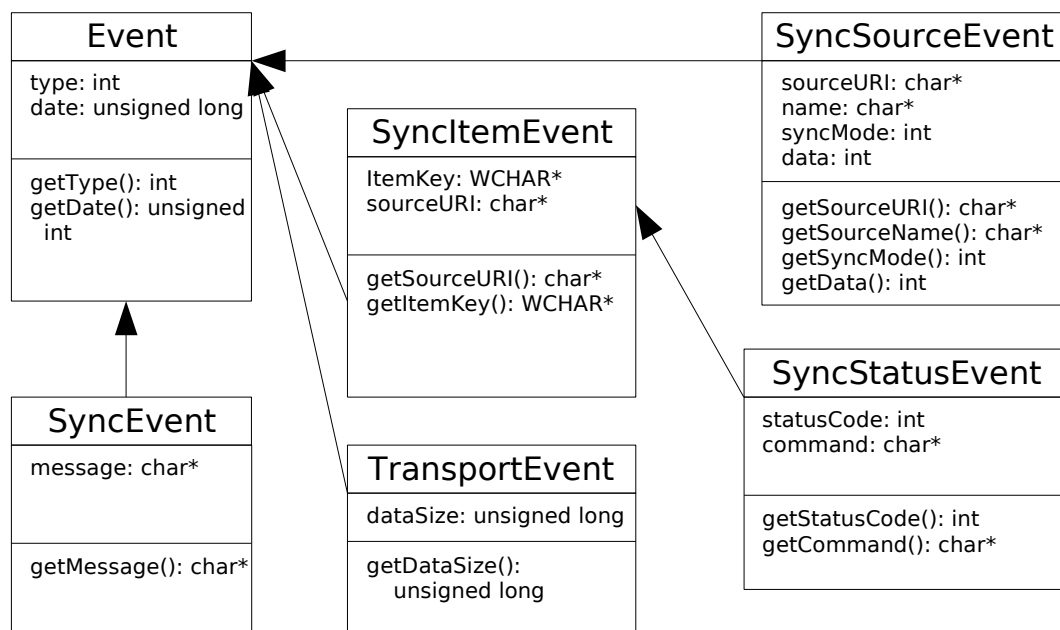 Event
type: int
date: unsigned long
getType(): int
getDate(): unsigned
int
SyncItemEvent
ItemKey: WCHAR*
sourceURI: char*
getSourceURI(): char*
getItemKey(): WCHAR*
SyncSourceEvent
sourceURI: char*
name: char*
syncMode: int
data: int
getSourceURI(): char*
getSourceName(): char*
getSyncMode(): int
getData(): int
SyncEvent
message: char*
getMessage(): char*
TransportEvent
dataSize: unsigned long
getDataSize():
unsigned long
SyncStatusEvent
statusCode: int
command: char*
getStatusCode(): int
getCommand(): char*